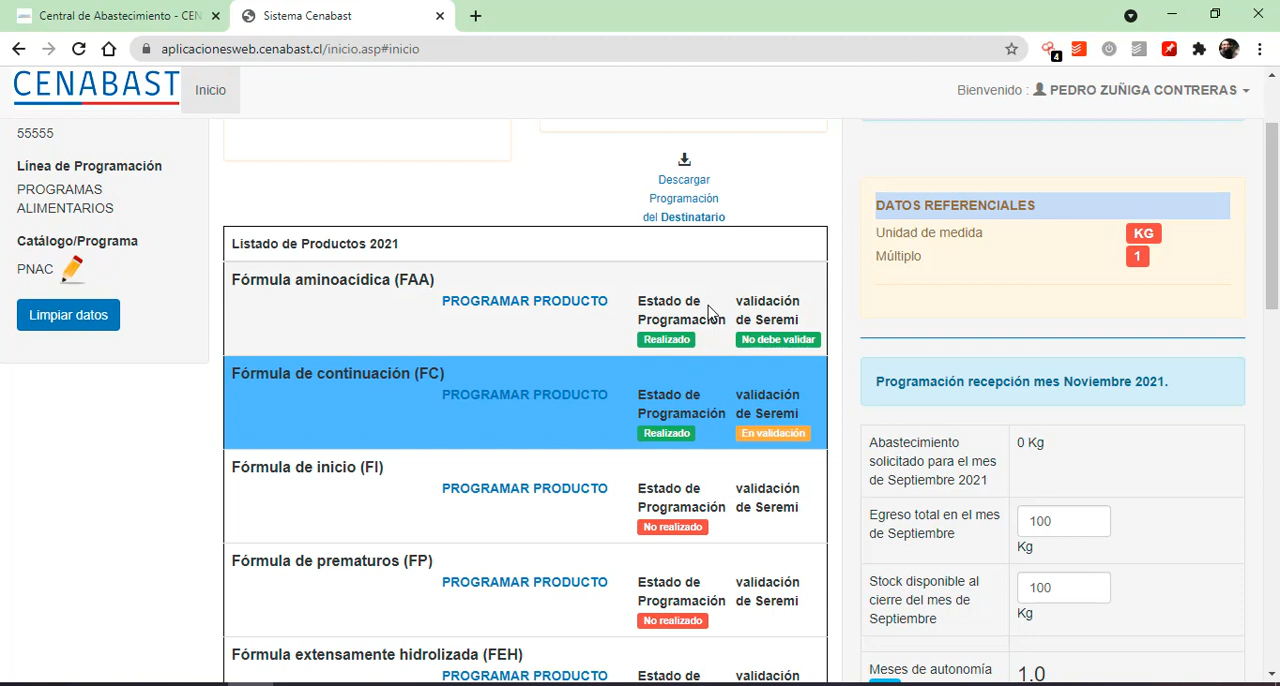 Central de Abastecimiento - CEN
Sistema Cenabast
aplicacionesweb.cenabast.cl/inicio.asp#inicio
4
CENABAST
Inicio
Bienvenido : PEDRO ZUÑIGA CONTRERAS
55555
Línea de Programación
PROGRAMAS
ALIMENTARIOS
Catálogo/Programa
PNAC
Limpiar datos
Descargar
Programación
del Destinatario
Listado de Productos 2021
Fórmula aminoacídica (FAA)
PROGRAMAR PRODUCTO
Estado de
Programación
Realizado
validación
de Seremi
No debe validar
Fórmula de continuación (FC)
PROGRAMAR PRODUCTO
Estado de
Programación
Realizado
validación
de Seremi
En validación
Fórmula de inicio (FI)
PROGRAMAR PRODUCTO
Estado de
Programación
No realizado
validación
de Seremi
Fórmula de prematuros (FP)
PROGRAMAR PRODUCTO
Estado de
Programación
No realizado
validación
de Seremi
Fórmula extensamente hidrolizada (FEH)
PROGRAMAR PRODUCTO
Estado de
validación
DATOS REFERENCIALES
Unidad de medida
KG
Múltiplo
1
Programación recepción mes Noviembre 2021.
Abastecimiento
solicitado para el mes
de Septiembre 2021
0 Kg
Egreso total en el mes
de Septiembre
100
Kg
Stock disponible al
cierre del mes de
Septiembre
100
Kg
Meses de autonomía
1.0